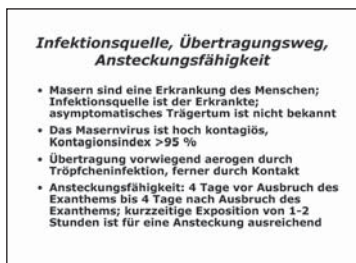 Infektionsquelle, Übertragungsweg,
Ansteckungsfähigkeit
• Masern sind eine Erkrankung des Menschen;
Infektionsquelle ist der Erkrankte;
asymptomatisches Trägertum ist nicht bekannt
• Das Masernvirus ist hoch kontagiös,
Kontagionsindex >95 %
• Übertragung vorwiegend aerogen durch
Tröpfcheninfektion, ferner durch Kontakt
• Ansteckungsfähigkeit: 4 Tage vor Ausbruch des
Exanthems bis 4 Tage nach Ausbruch des
Exanthems; kurzzeitige Exposition von 1-2
Stunden ist für eine Ansteckung ausreichend